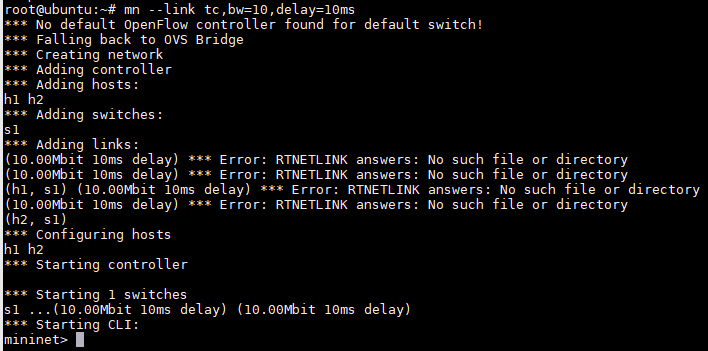 root@ubuntu:~# mn --link tc,bw=10,delay=10ms
*** No default OpenFlow controller found for default switch!
*** Falling back to OVS Bridge
*** Creating network
*** Adding controller
*** Adding hosts:
h1 h2
*** Adding switches:
s1
*** Adding links:
(10.00Mbit 10ms delay) *** Error: RTNETLINK answers: No such file or directory
(10.00Mbit 10ms delay) *** Error: RTNETLINK answers: No such file or directory
(h1, s1) (10.00Mbit 10ms delay) *** Error: RTNETLINK answers: No such file or directory
(10.00Mbit 10ms delay) *** Error: RTNETLINK answers: No such file or directory
(h2, s1)
*** Configuring hosts
h1 h2
*** Starting controller

*** Starting 1 switches
s1 ...(10.00Mbit 10ms delay) (10.00Mbit 10ms delay)
*** Starting CLI:
mininet>